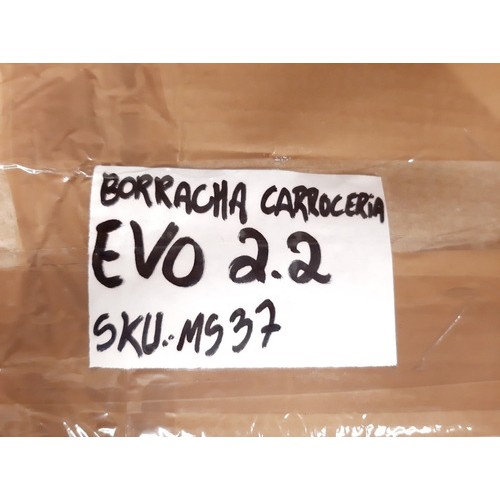 BORRACHA CARROCERIA
EVO 2.2
SKU.: MS37